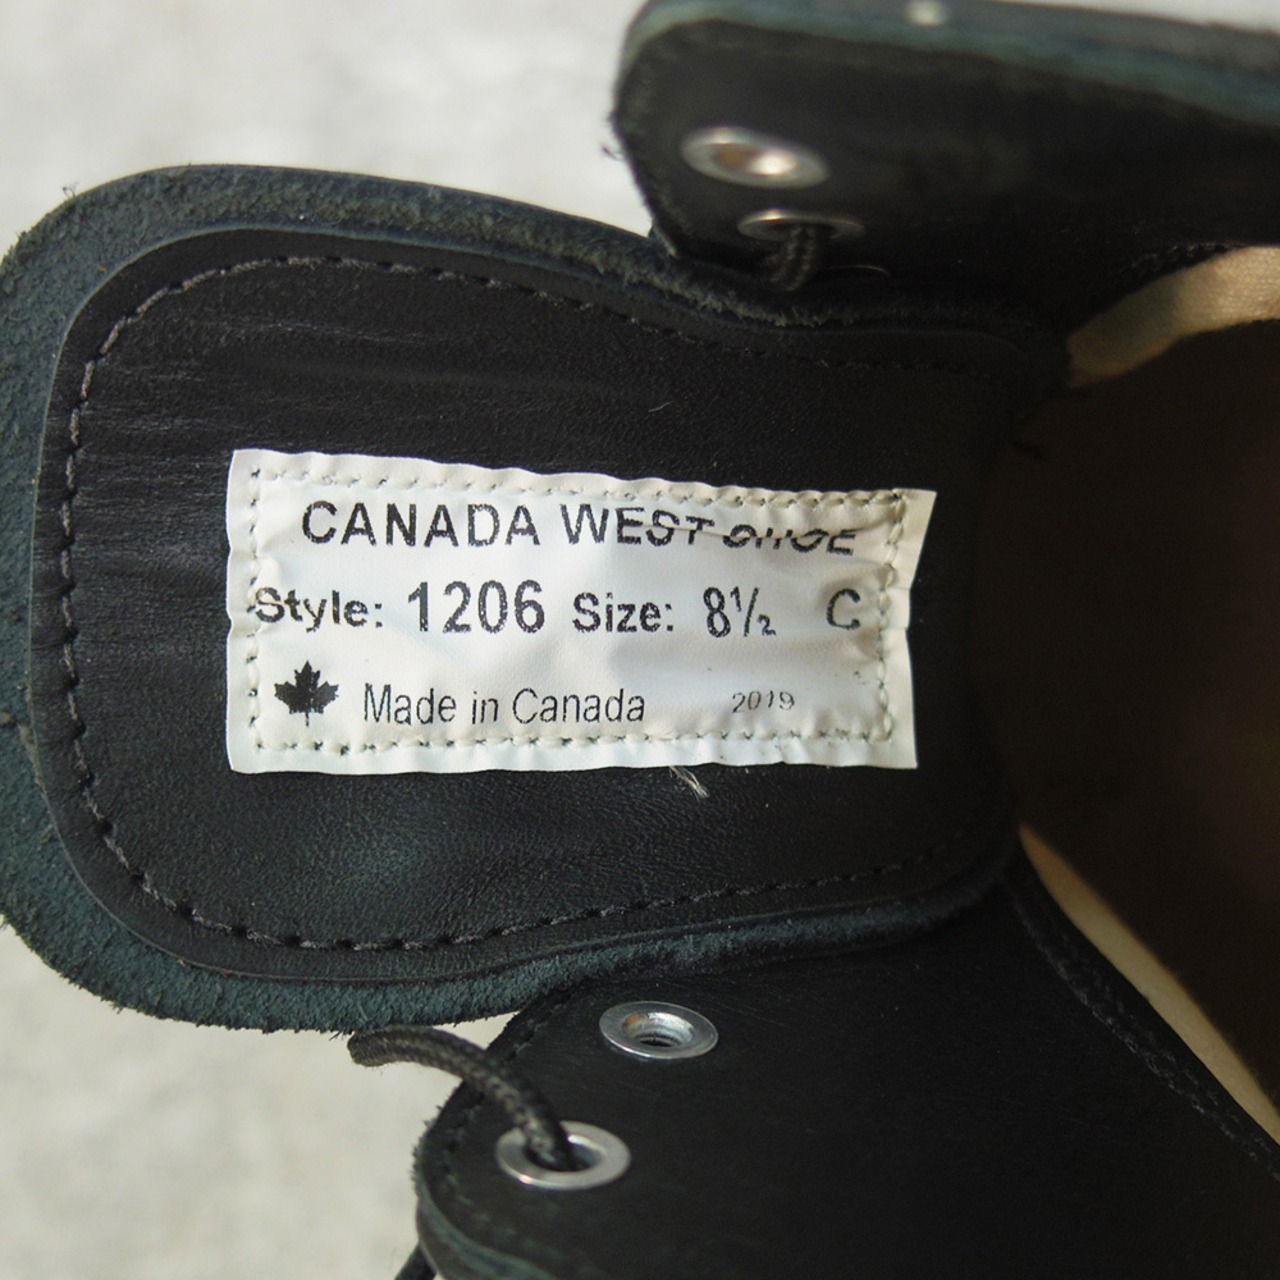 CANADA WEST SHOE
Style: 1206 Size: 8½ C
Made in Canada 2019